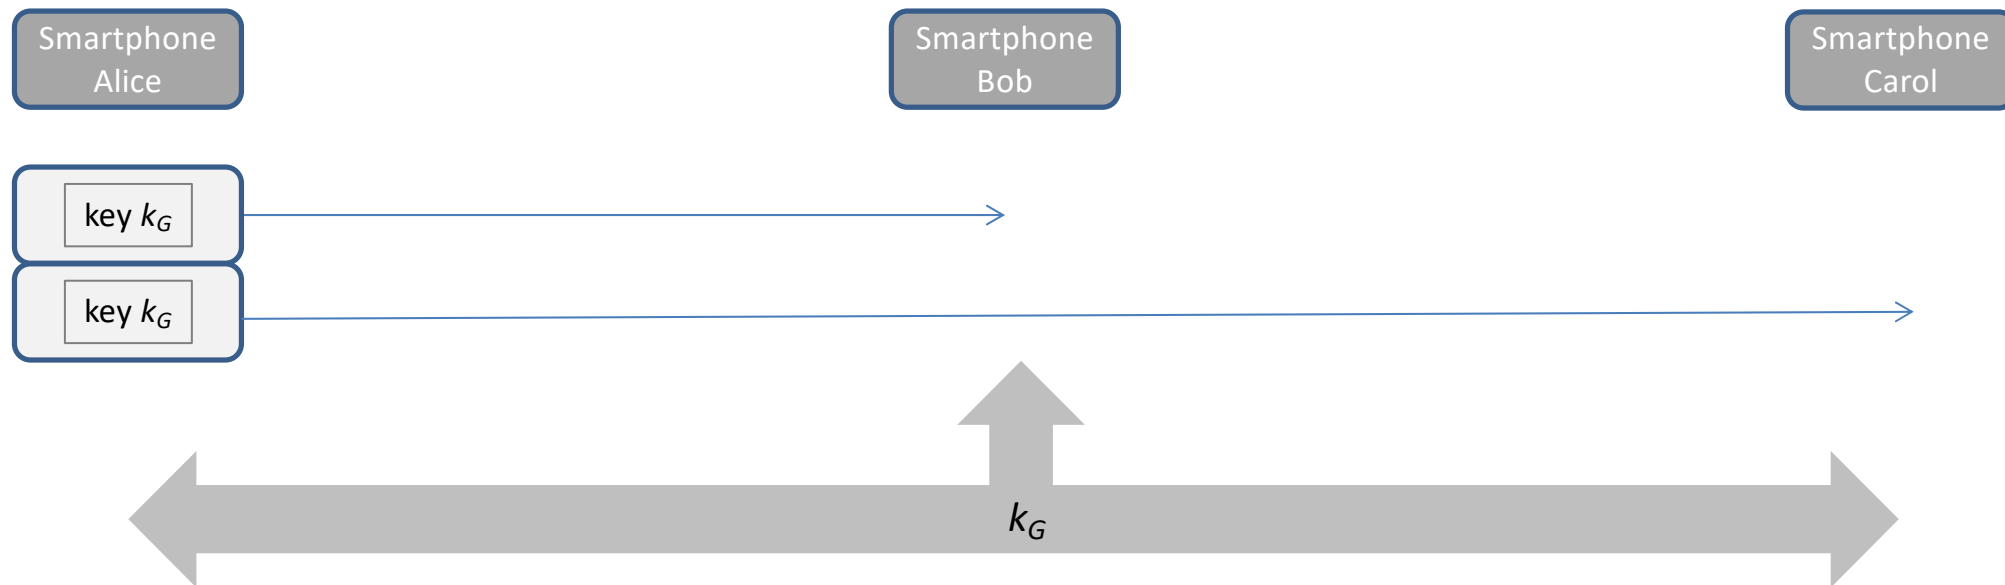 Smartphone
Alice
Smartphone
Bob
Smartphone
Carol
key k_G
key k_G
k_G